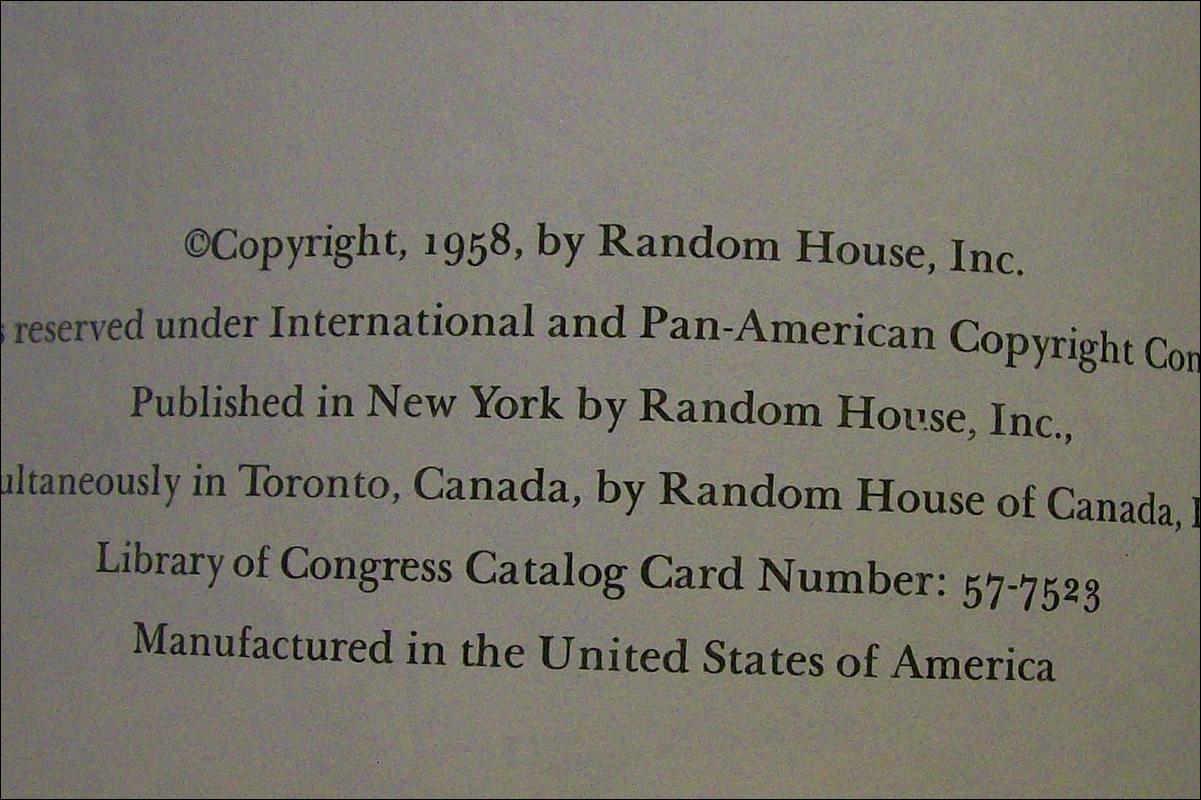 ©Copyright, 1958, by Random House, Inc.
reserved under International and Pan-American Copyright Con
Published in New York by Random House, Inc.,
ultaneously in Toronto, Canada, by Random House of Canada,
Library of Congress Catalog Card Number: 57-7523
Manufactured in the United States of America